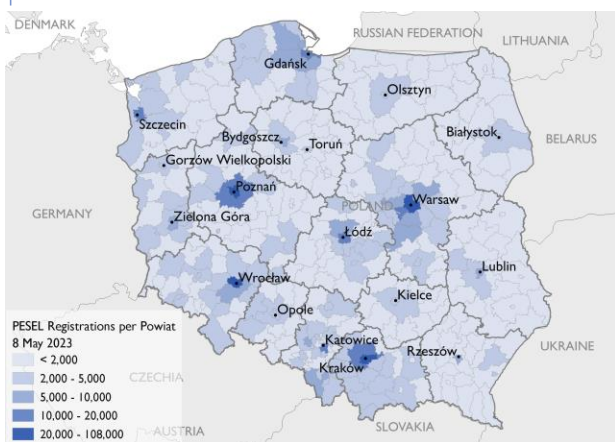 DENMARK
RUSSIAN FEDERATION
LITHUANIA
Gdańsk
Olsztyn
Szczecin
Bydgoszcz
Toruń
Białystok
BELARUS
Gorzów Wielkopolski
Poznań
POLAND
Warsaw
GERMANY
Zielona Góra
Łódź
Wrocław
Lublin
Opole
Kielce
PESEL Registrations per Powiat
8 May 2023
< 2,000
2,000 - 5,000
5,000 - 10,000
10,000 - 20,000
20,000 - 108,000
Katowice
Kraków
Rzeszów
UKRAINE
CZECHIA
AUSTRIA
SLOVAKIA